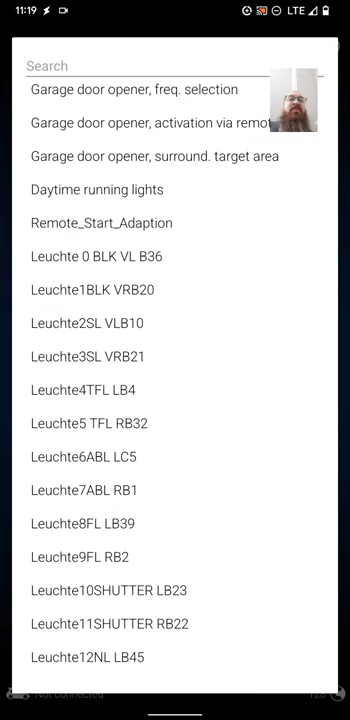 11:19
LTE
Search
Garage door opener, freq. selection
Garage door opener, activation via remot
Garage door opener, surround. target area
Daytime running lights
Remote_Start_Adaption
Leuchte 0 BLK VL B36
Leuchte1BLK VRB20
Leuchte2SL VLB10
Leuchte3SL VRB21
Leuchte4TFL LB4
Leuchte5 TFL RB32
Leuchte6ABL LC5
Leuchte7ABL RB1
Leuchte8FL LB39
Leuchte9FL RB2
Leuchte10SHUTTER LB23
Leuchte11SHUTTER RB22
Leuchte12NL LB45
Not connected